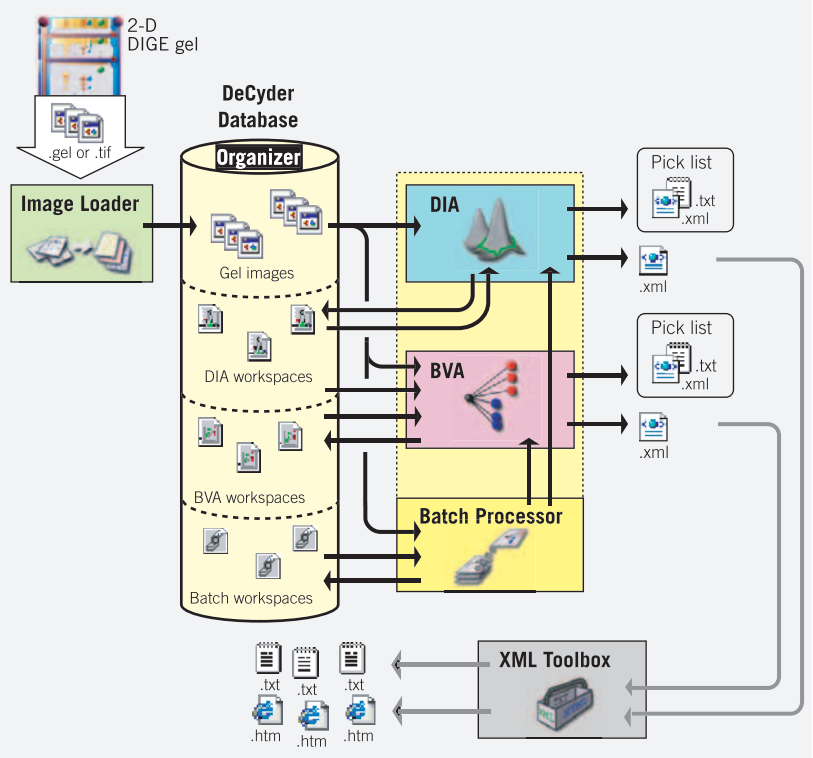 2-D
DIGE gel
.gel or .tif
DeCyder
Database
Organizer
Image Loader
Gel images
DIA workspaces
BVA workspaces
Batch workspaces
DIA
BVA
Batch Processor
Pick list
.txt
.xml
.xml
Pick list
.txt
.xml
.xml
XML Toolbox
XML
.txt
.txt
.txt
.htm
.htm
.htm